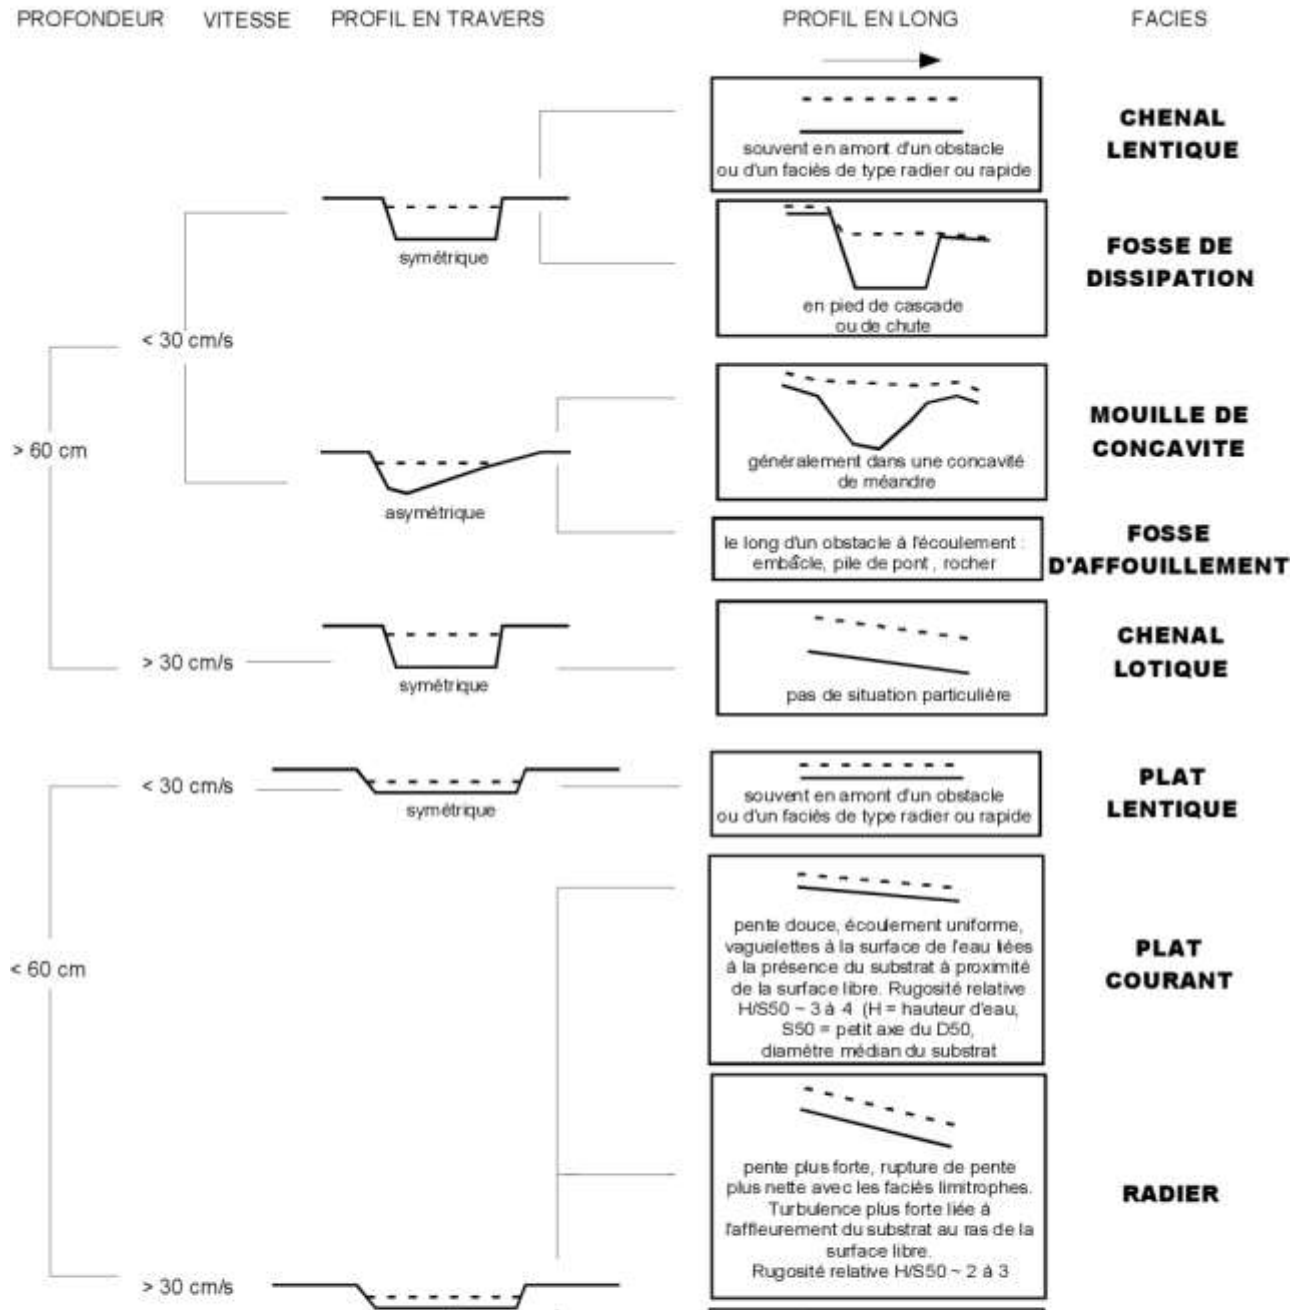 PROFONDEUR VITESSE PROFIL EN TRAVERS PROFIL EN LONG FACIES
souvent en amont d'un obstacle
ou d'un faciès de type radier ou rapide
CHENAL
LENTIQUE
symétrique
en pied de cascade
ou de chute
FOSSE DE
DISSIPATION
< 30 cm/s
> 60 cm
asymétrique
généralement dans une concavité
de méandre
MOUILLE DE
CONCAVITE
le long d'un obstacle à l'écoulement :
embâcle, pile de pont , rocher
FOSSE
D'AFFOUILLEMENT
> 30 cm/s
symétrique
pas de situation particulière
CHENAL
LOTIQUE
< 30 cm/s
symétrique
souvent en amont d'un obstacle
ou d'un faciès de type radier ou rapide
PLAT
LENTIQUE
< 60 cm
pente douce, écoulement uniforme,
vaguelettes à la surface de l'eau liées
à la présence du substrat à proximité
de la surface libre. Rugosité relative
H/S50 ~ 3 à 4 (H = hauteur d'eau,
S50 = petit axe du D50,
diamètre médian du substrat
PLAT
COURANT
pente plus forte, rupture de pente
plus nette avec les faciés limitrophes.
Turbulence plus forte liée à
l'affleurement du substrat au ras de la
surface libre.
Rugosité relative H/S50 ~ 2 à 3
RADIER
> 30 cm/s